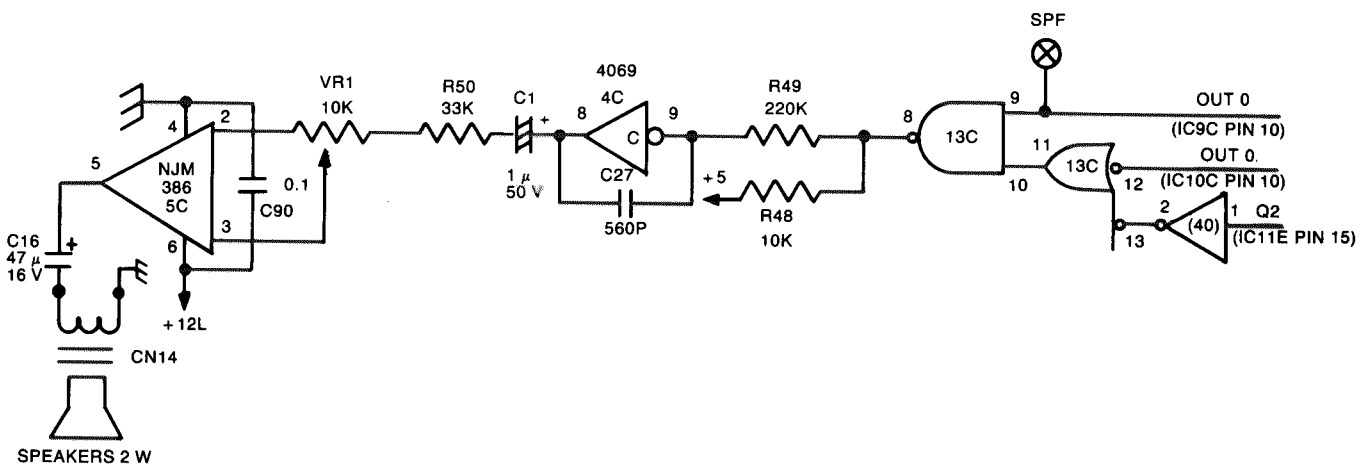 SPF
4069
4C
R49
220K
VR1
10K
R50
33K
C1
+
8
9
C
1 µ
50 V
C27
560P
+5
R48
10K
8
13C
9
10
OUT 0
(IC9C PIN 10)
11
13C
12
OUT 0.
(IC10C PIN 10)
13
2
(40)
1
Q2
(IC11E PIN 15)
4
2
5
NJM
386
5C
3
6
0.1
C90
C16
47 µ
16 V
+
+12L
CN14
SPEAKERS 2 W